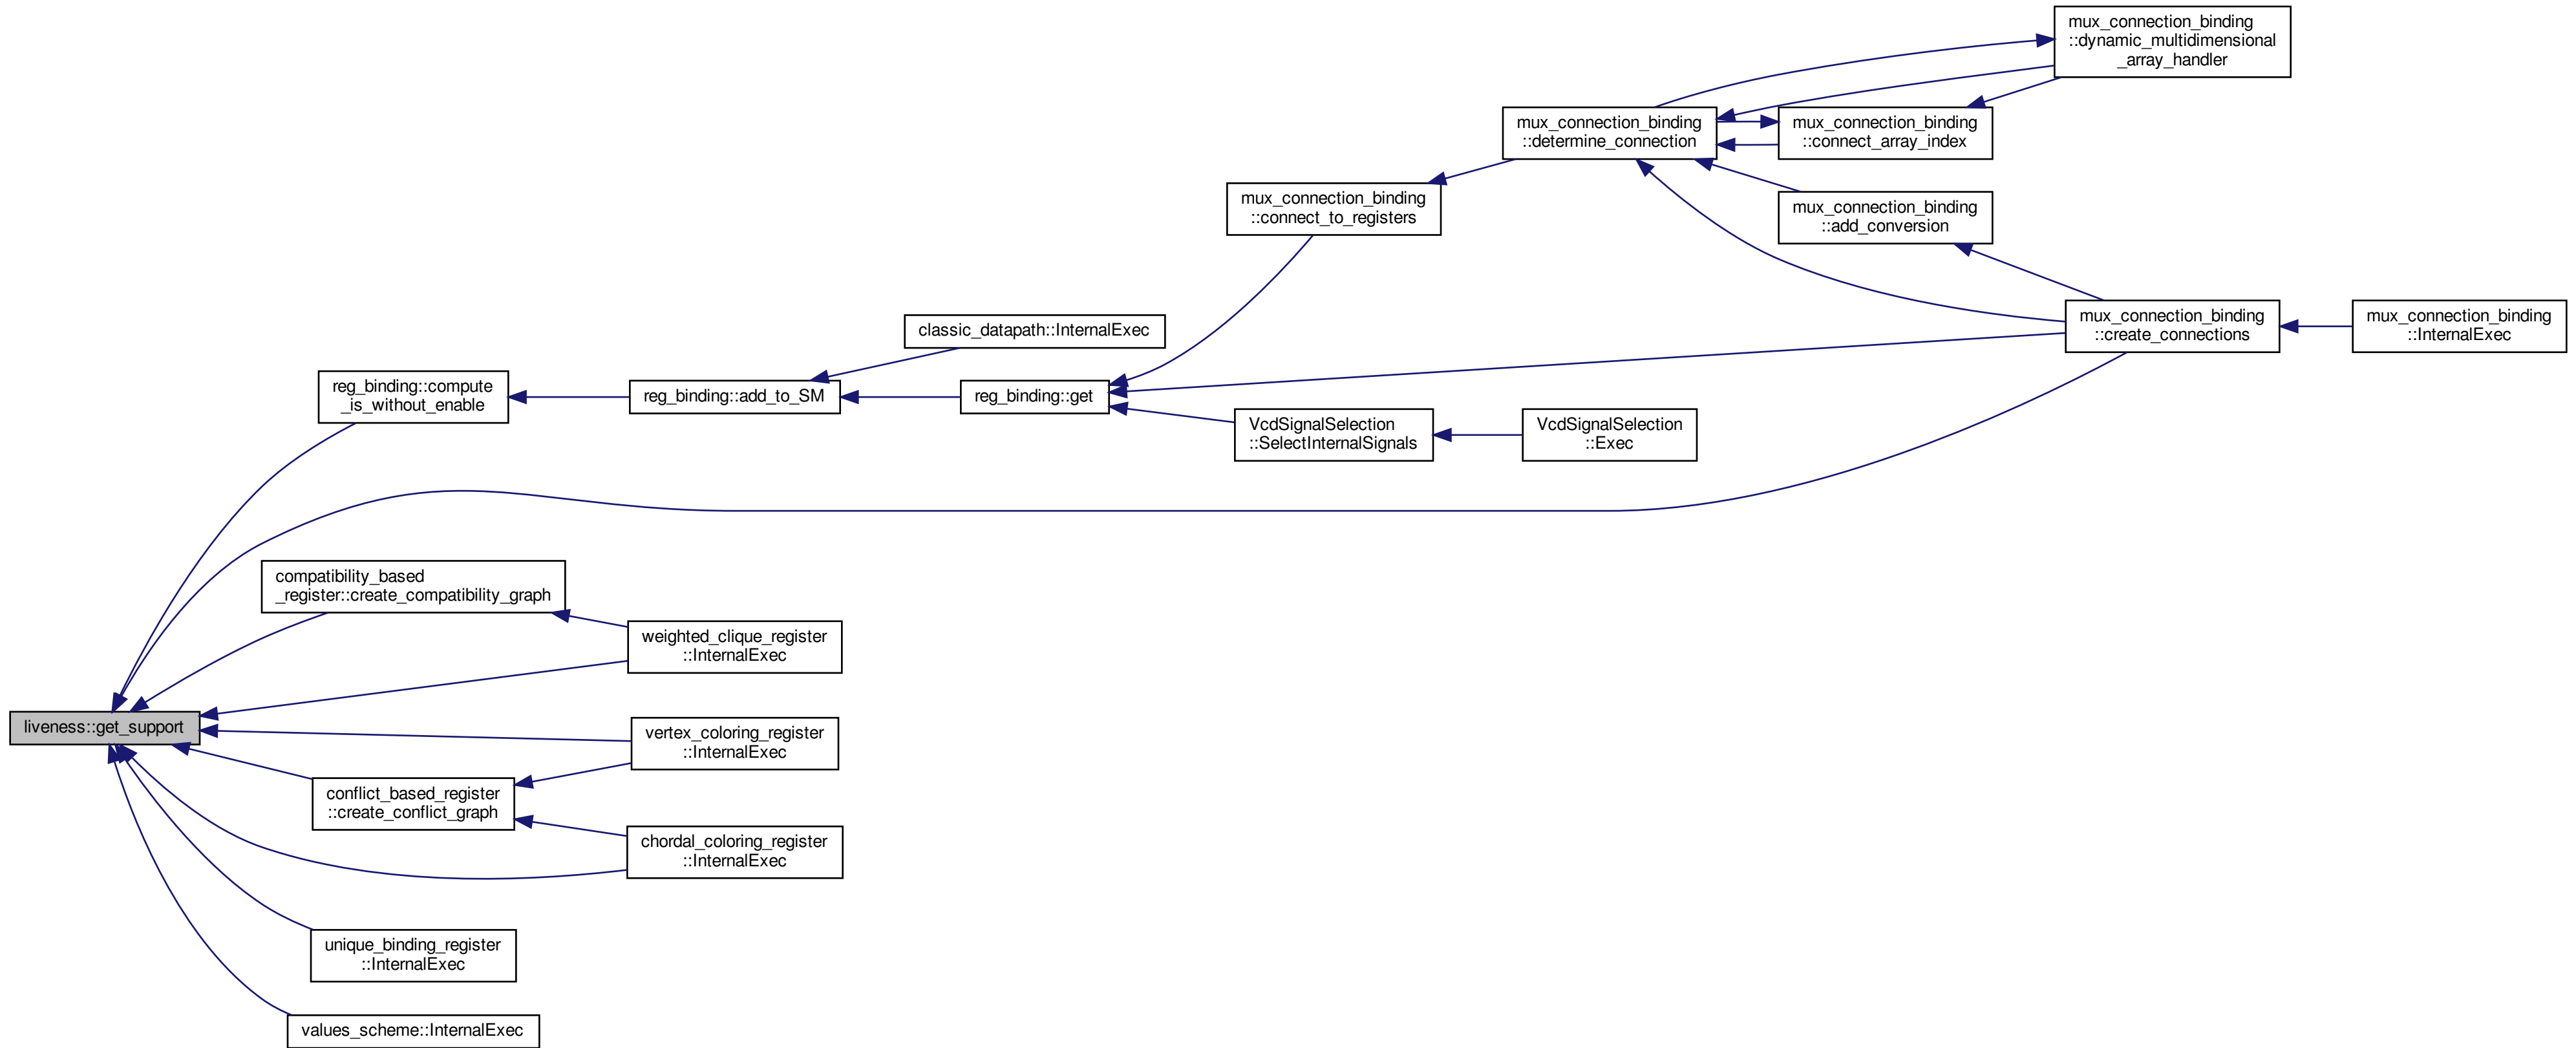 mux_connection_binding
::dynamic_multidimensional
_array_handler
mux_connection_binding
::determine_connection
mux_connection_binding
::connect_array_index
mux_connection_binding
::connect_to_registers
mux_connection_binding
::add_conversion
classic_datapath::InternalExec
mux_connection_binding
::create_connections
mux_connection_binding
::InternalExec
reg_binding::compute
_is_without_enable
reg_binding::add_to_SM
reg_binding::get
VcdSignalSelection
::SelectInternalSignals
VcdSignalSelection
::Exec
compatibility_based
_register::create_compatibility_graph
weighted_clique_register
::InternalExec
liveness::get_support
vertex_coloring_register
::InternalExec
conflict_based_register
::create_conflict_graph
chordal_coloring_register
::InternalExec
unique_binding_register
::InternalExec
values_scheme::InternalExec